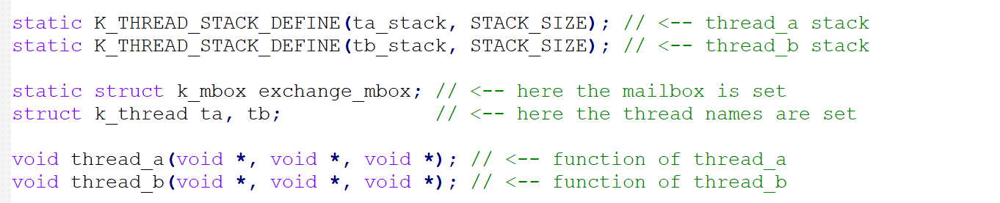 static K_THREAD_STACK_DEFINE(ta_stack, STACK_SIZE); // <-- thread_a stack
static K_THREAD_STACK_DEFINE(tb_stack, STACK_SIZE); // <-- thread_b stack
static struct k_mbox exchange_mbox; // <-- here the mailbox is set
struct k_thread ta, tb;             // <-- here the thread names are set
void thread_a(void *, void *, void *); // <-- function of thread_a
void thread_b(void *, void *, void *); // <-- function of thread_b